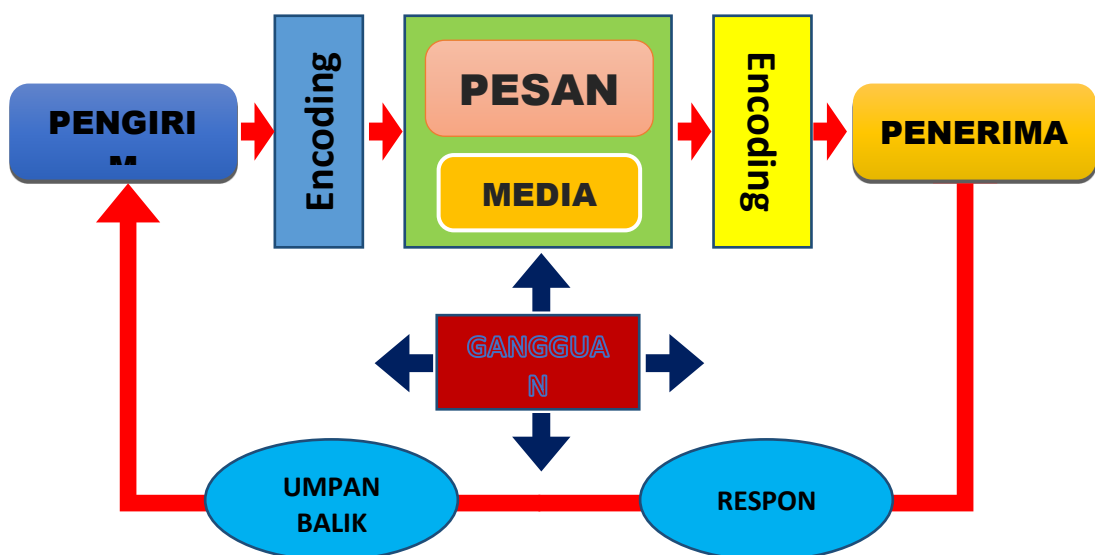 PENGIRI
M
Encoding
PESAN
MEDIA
Encoding
PENERIMA
GANGGUA
N
UMPAN
BALIK
RESPON